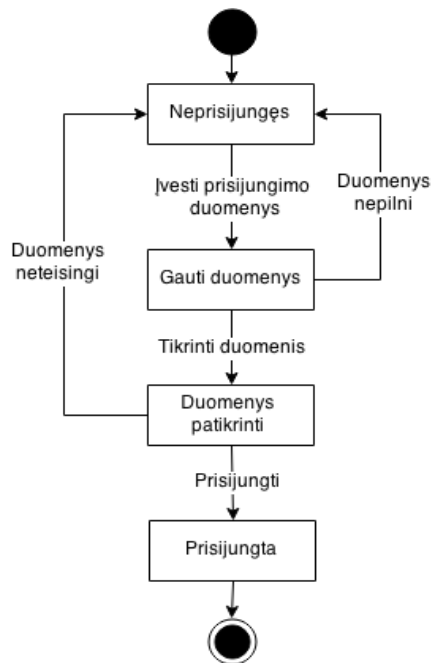 Neprisijungęs
Įvesti prisijungimo
duomenys
Duomenys
nepilni
Duomenys
neteisingi
Gauti duomenys
Tikrinti duomenis
Duomenys
patikrinti
Prisijungti
Prisijungta